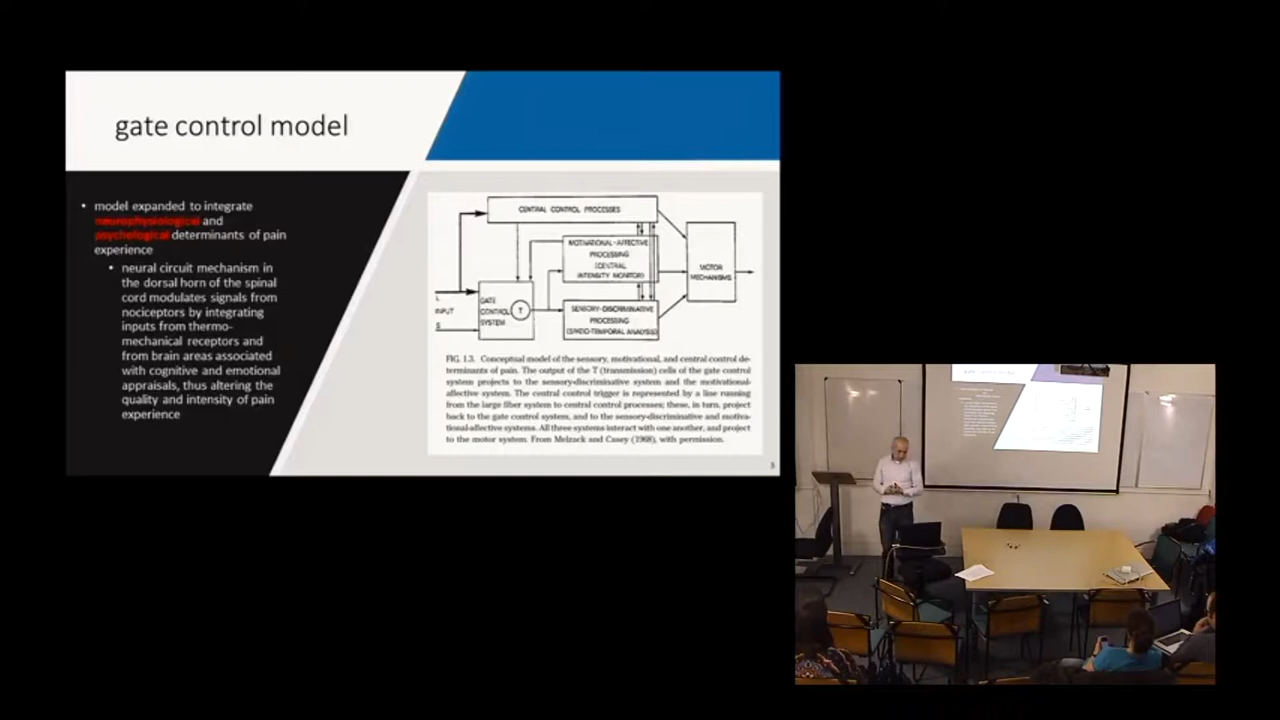 gate control model
• model expanded to integrate
neurophysiological and
psychological determinants of pain
experience
• neural circuit mechanism in
the dorsal horn of the spinal
cord modulates signals from
nociceptors by integrating
inputs from thermo-
mechanical receptors and
from brain areas associated
with cognitive and emotional
appraisals, thus altering the
quality and intensity of pain
experience
CENTRAL CONTROL PROCESSES
MOTIVATIONAL-AFFECTIVE
PROCESSING
(CENTRAL
INTENSITY MONITOR)
MOTOR
MECHANISMS
L
INPUT
S
GATE
CONTROL
SYSTEM
T
SENSORY-DISCRIMINATIVE
PROCESSING
(SPATIO-TEMPORAL ANALYSIS)
FIG. 1.3. Conceptual model of the sensory, motivational, and central control de-
terminants of pain. The output of the T (transmission) cells of the gate control
system projects to the sensory-discriminative system and the motivational-
affective system. The central control trigger is represented by a line running
from the large fiber system to central control processes; these, in turn, project
back to the gate control system, and to the sensory-discriminative and motiva-
tional-affective systems. All three systems interact with one another, and project
to the motor system. From Melzack and Casey (1968), with permission.
3